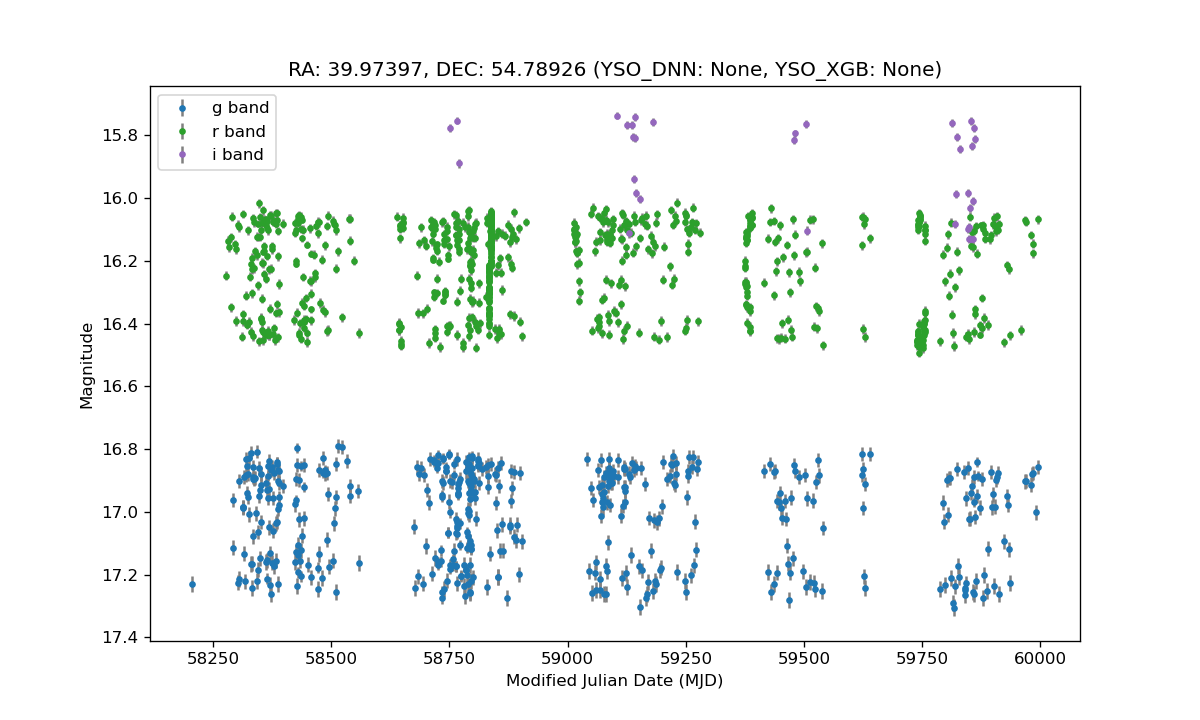 RA: 39.97397, DEC: 54.78926 (YSO_DNN: None, YSO_XGB: None)
g band
r band
i band
15.8
16.0
16.2
16.4
16.6
16.8
17.0
17.2
17.4
Magnitude
58250 58500 58750 59000 59250 59500 59750 60000
Modified Julian Date (MJD)